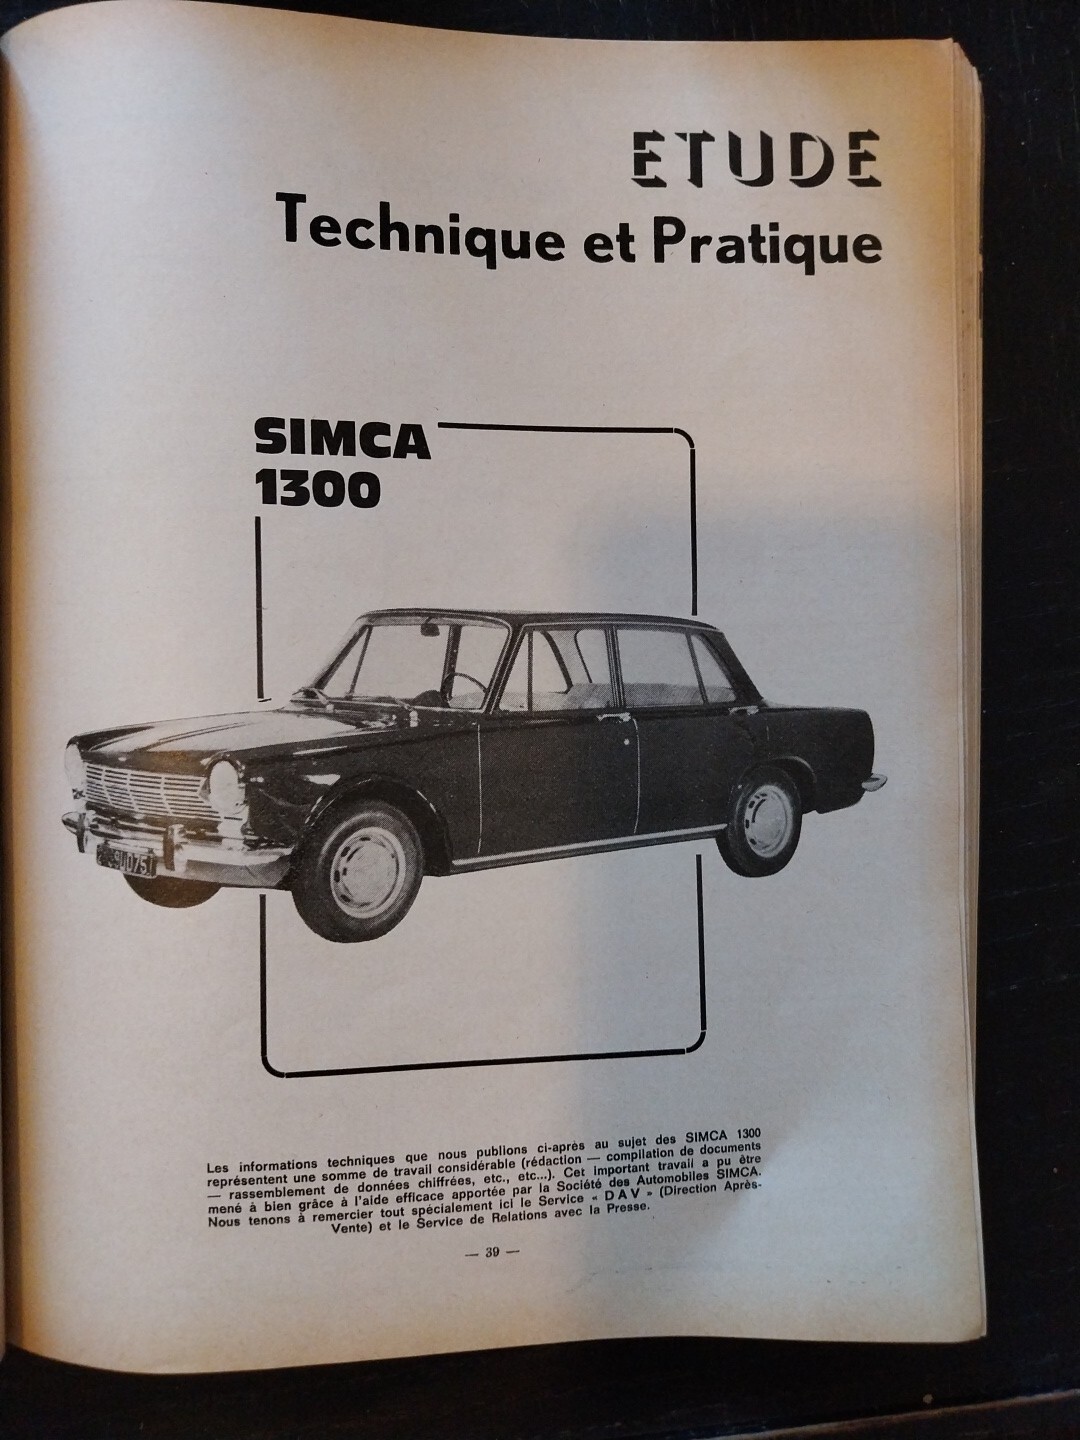 ETUDE
Technique et Pratique
SIMCA
1300
Les informations techniques que nous publions ci-après au sujet des SIMCA 1300
représentent une somme de travail considérable (rédaction — compilation de documents
— rassemblement de données chiffrées, etc., etc...). Cet important travail a pu être
mené à bien grâce à l'aide efficace apportée par la Société des Automobiles SIMCA.
Nous tenons à remercier tout spécialement ici le Service « DAV » (Direction Après-
Vente) et le Service de Relations avec la Presse.
— 39 —